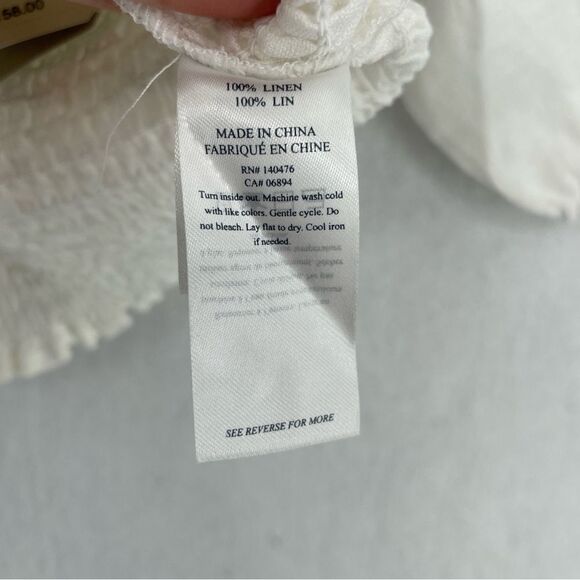 58.00
100% LINEN
100% LIN
MADE IN CHINA
FABRIQUÉ EN CHINE
RN# 140476
CA# 06894
Turn inside out. Machine wash cold
with like colors. Gentle cycle. Do
not bleach. Lay flat to dry. Cool iron
if needed.
SEE REVERSE FOR MORE